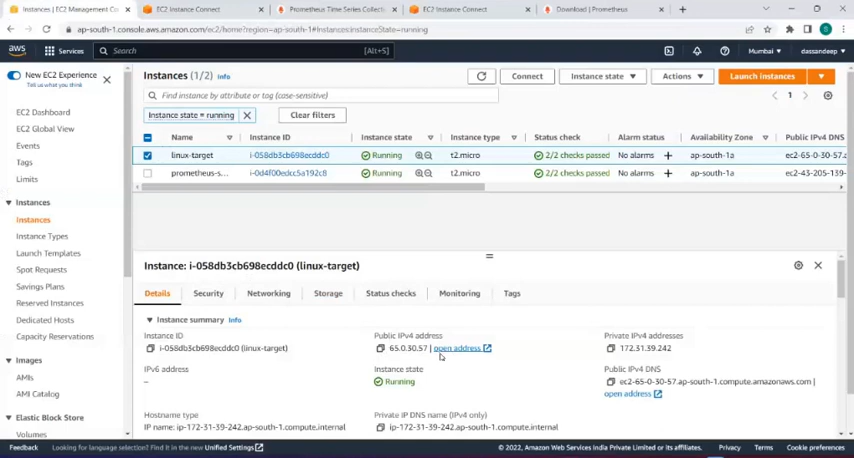 Instances | EC2 Management Co
EC2 Instance Connect
Prometheus Time Series Collecti
EC2 Instance Connect
Download | Prometheus
ap-south-1.console.aws.amazon.com/ec2/home?region=ap-south-1#Instances:instanceState=running
aws
Services
Search
[Alt+S]
Mumbai
dassandeep
New EC2 Experience
Tell us what you think
EC2 Dashboard
EC2 Global View
Events
Tags
Limits
Instances
Instances
Instance Types
Launch Templates
Spot Requests
Savings Plans
Reserved Instances
Dedicated Hosts
Capacity Reservations
Images
AMIs
AMI Catalog
Elastic Block Store
Volumes
Instances (1/2) Info
Connect
Instance state
Actions
Launch instances
Find instance by attribute or tag (case-sensitive)
1
Instance state = running
Clear filters
Name Instance ID Instance state Instance type Status check Alarm status Availability Zone Public IPv4 DNS
linux-target i-058db3cb698ecddc0 Running t2.micro 2/2 checks passed No alarms + ap-south-1a ec2-65-0-30-57.a
prometheus-s... i-0d4f00edcc5a192c8 Running t2.micro 2/2 checks passed No alarms + ap-south-1a ec2-43-205-139-
Instance: i-058db3cb698ecddc0 (linux-target)
Details Security Networking Storage Status checks Monitoring Tags
Instance summary Info
Instance ID
i-058db3cb698ecddc0 (linux-target)
Public IPv4 address
65.0.30.57 | open address
Private IPv4 addresses
172.31.39.242
IPv6 address
–
Instance state
Running
Public IPv4 DNS
ec2-65-0-30-57.ap-south-1.compute.amazonaws.com |
open address
Hostname type
IP name: ip-172-31-39-242.ap-south-1.compute.internal
Private IP DNS name (IPv4 only)
ip-172-31-39-242.ap-south-1.compute.internal
Feedback
Looking for language selection? Find it in the new Unified Settings
© 2022, Amazon Web Services India Private Limited or its affiliates.
Privacy
Terms
Cookie preferences